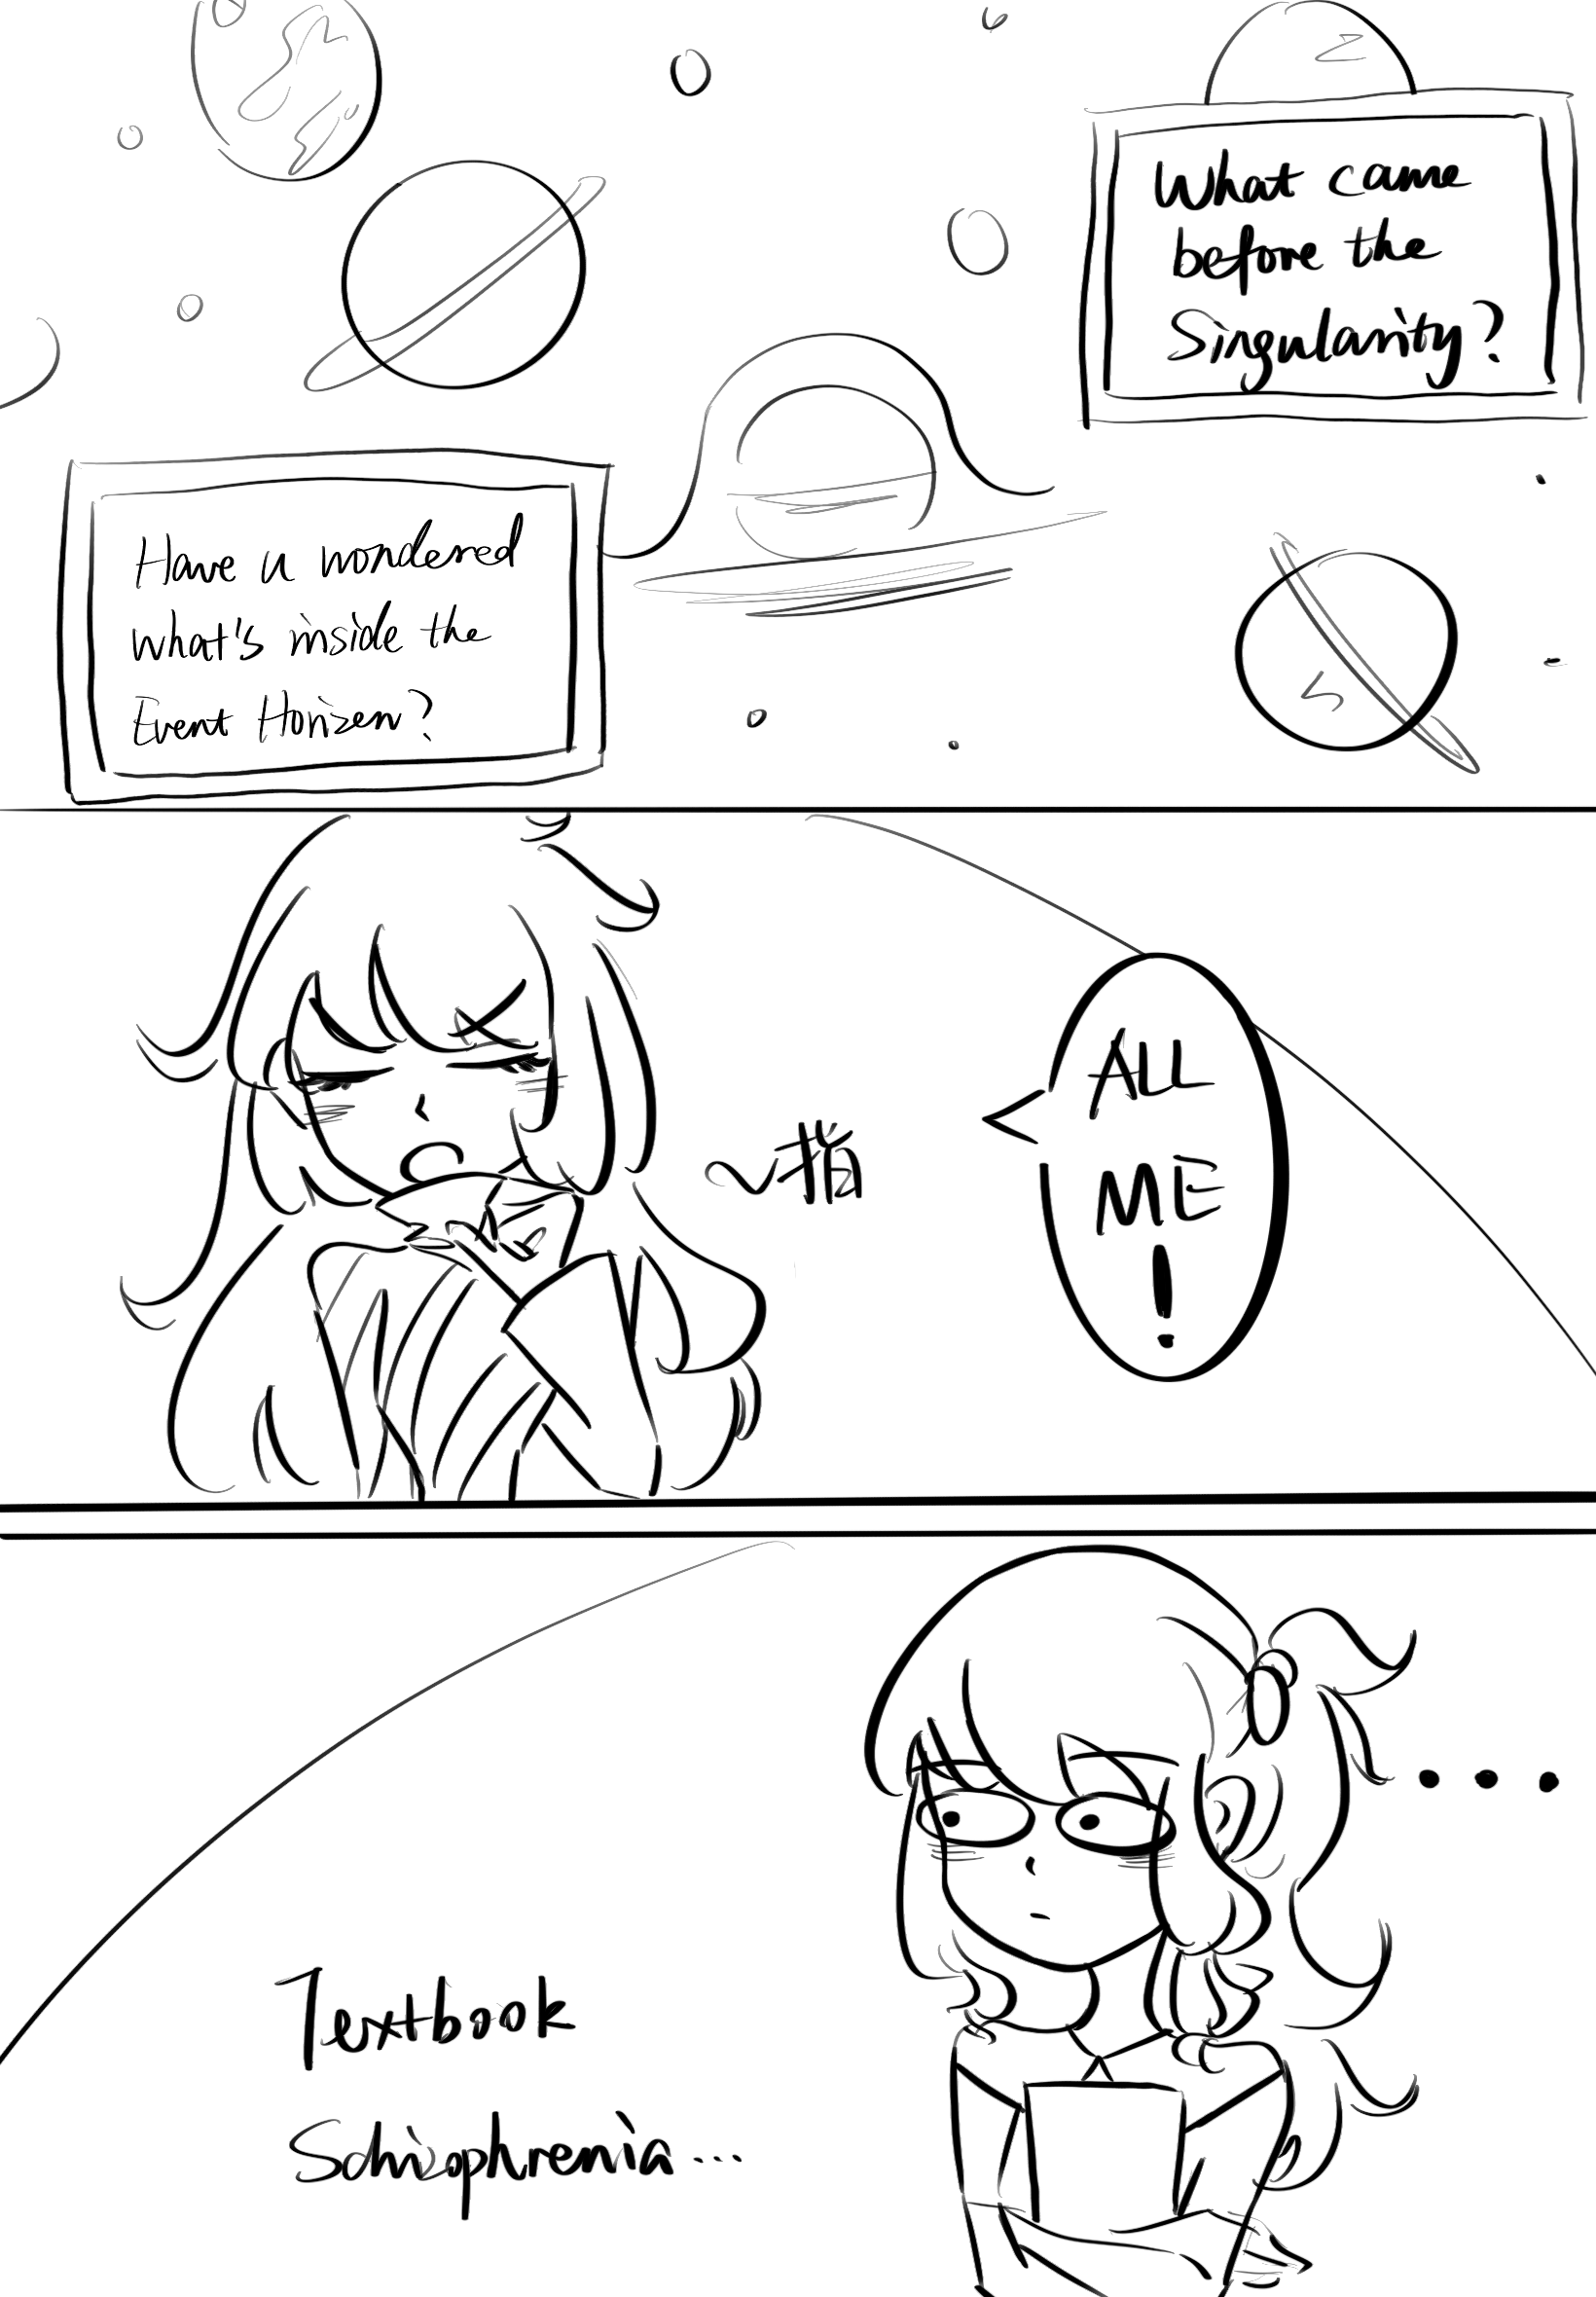 What came
before the
Singularity?
Have u wondered
what's inside the
Event Horizen?
~指
ALL
ME
!
...
Textbook
Schizophrenia...